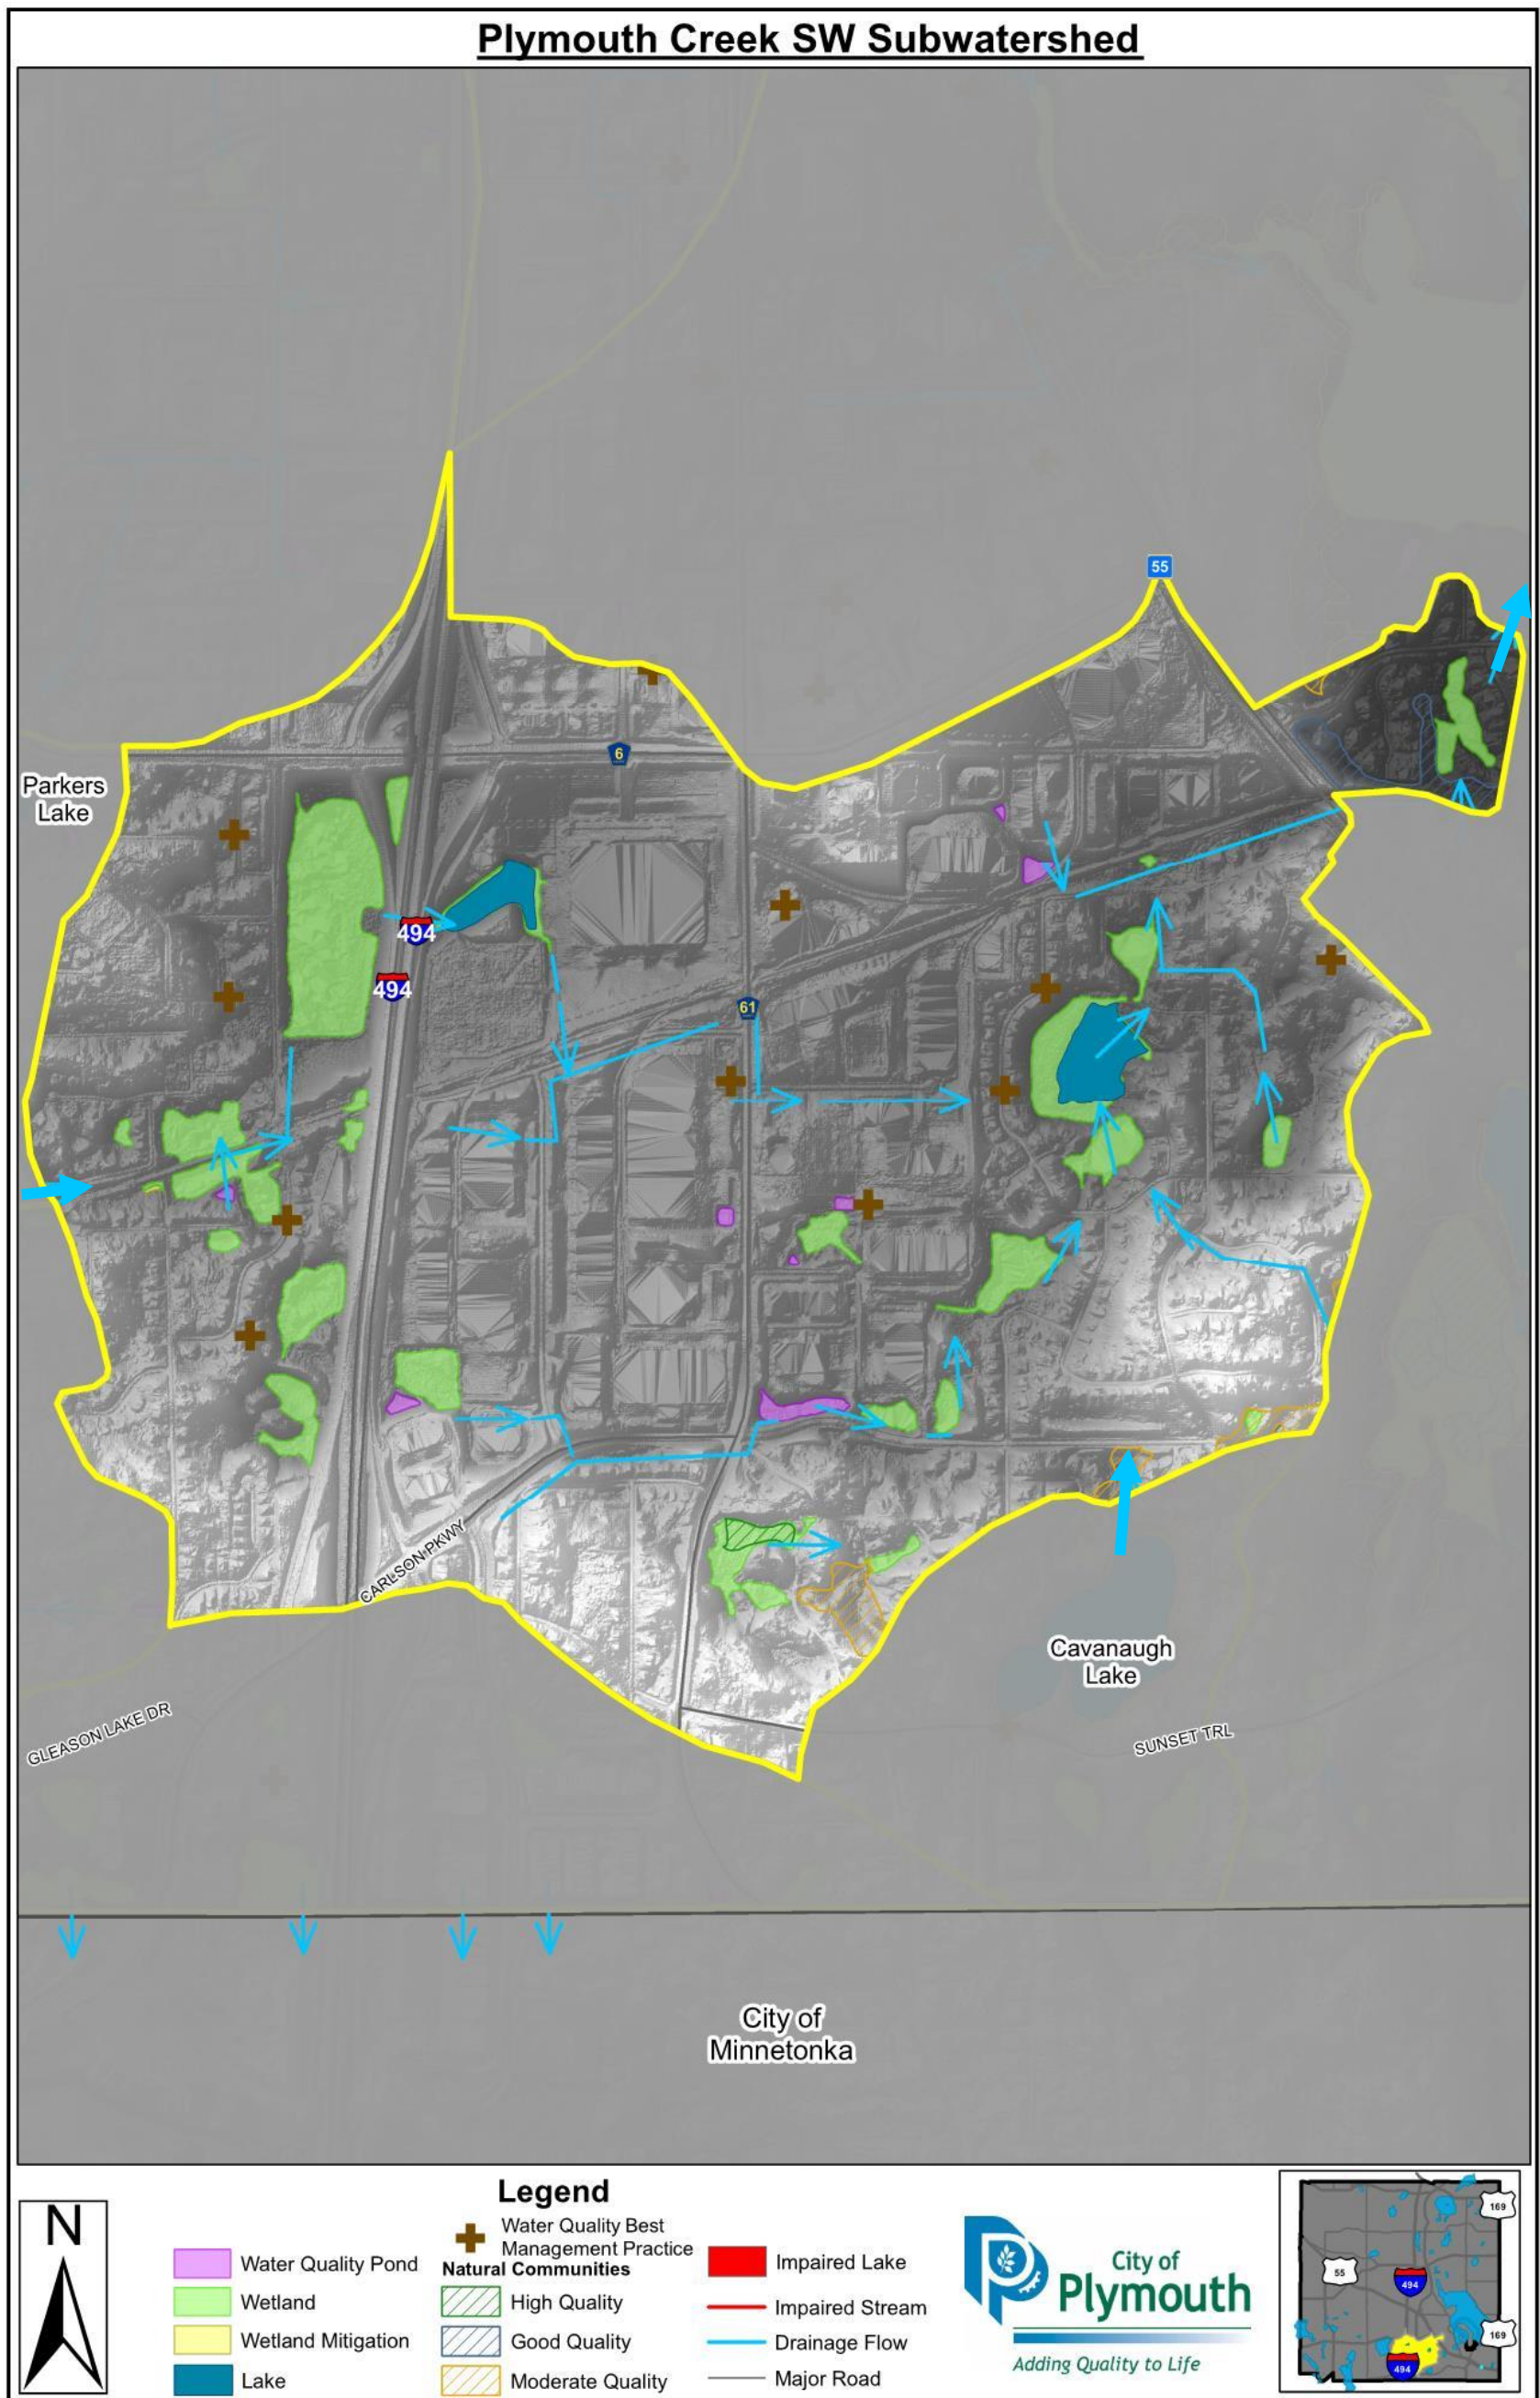 Plymouth Creek SW Subwatershed
55
6
Parkers
Lake
494
494
61
CARLSON PKWY
Cavanaugh
Lake
GLEASON LAKE DR
SUNSET TRL
City of
Minnetonka
N
Legend
Water Quality Pond
Wetland
Wetland Mitigation
Lake
Water Quality Best
Management Practice
Natural Communities
High Quality
Good Quality
Moderate Quality
Impaired Lake
Impaired Stream
Drainage Flow
Major Road
City of
Plymouth
Adding Quality to Life
169
55
494
169
494